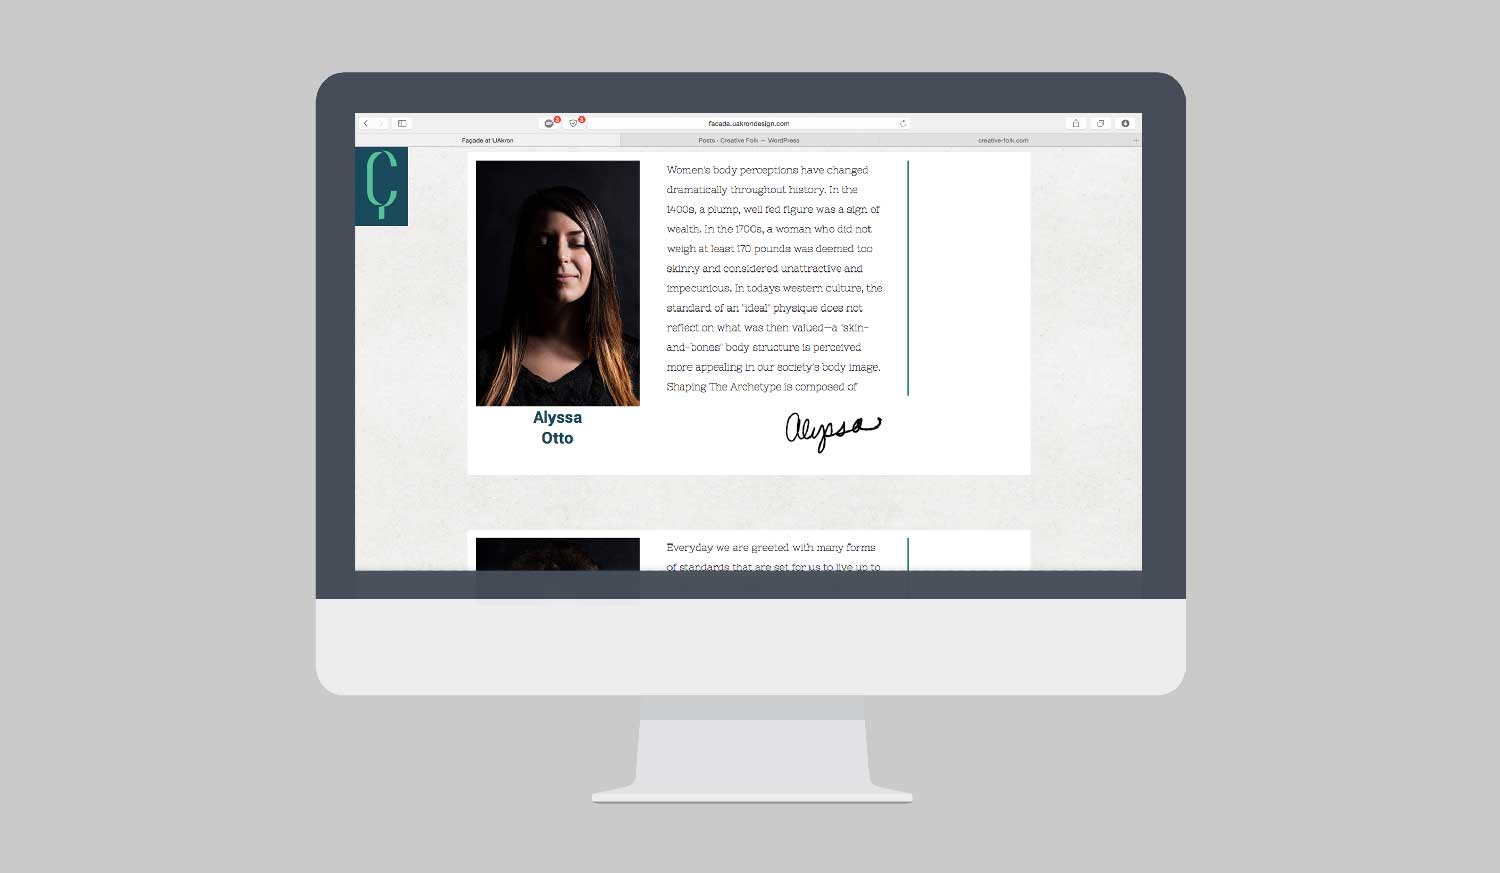 3
3
facade.uakrondesign.com
Façade at UAkron
Posts ‹ Creative Folk — WordPress
creative-folk.com
Ç
Women's body perceptions have changed
dramatically throughout history. In the
1400s, a plump, well fed figure was a sign of
wealth. In the 1700s, a woman who did not
weigh at least 170 pounds was deemed too
skinny and considered unattractive and
impecunious. In todays western culture, the
standard of an "ideal" physique does not
reflect on what was then valued—a "skin-
and-bones" body structure is perceived
more appealing in our society's body image.
Shaping The Archetype is composed of
Alyssa
Otto
Alyssa
Everyday we are greeted with many forms
of standards that are set for us to live up to